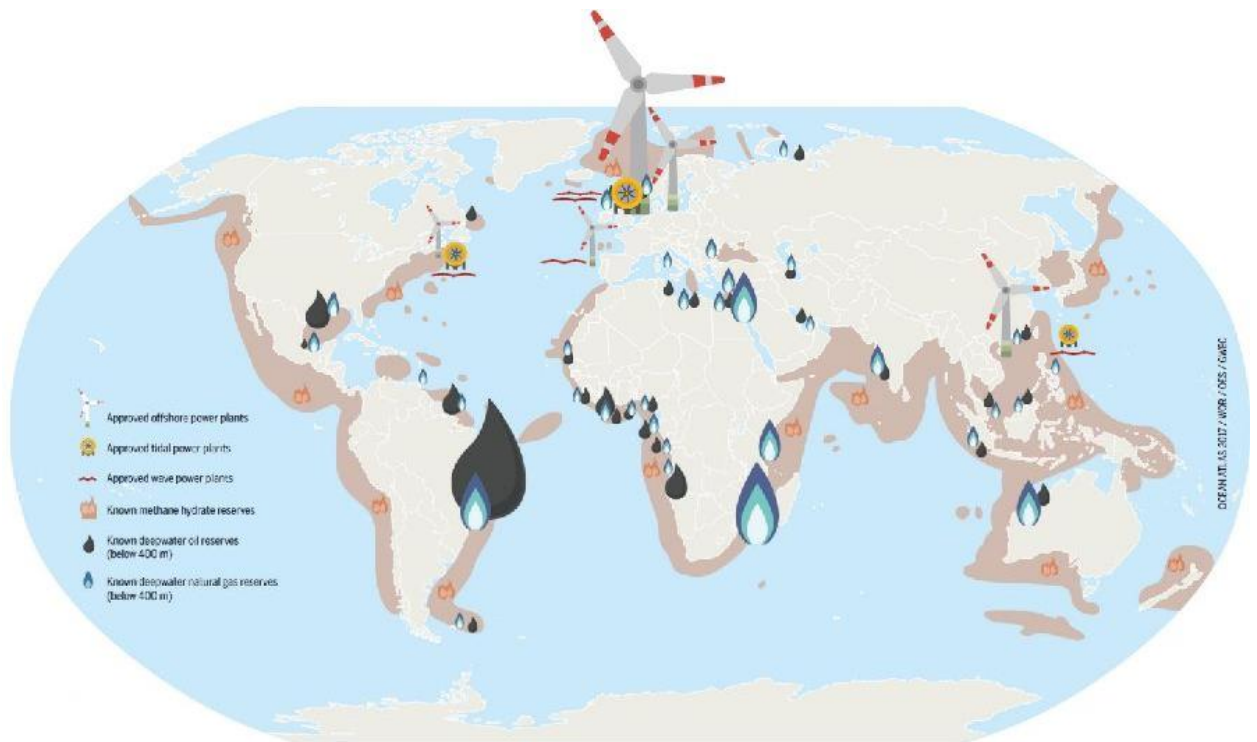 Approved offshore power plants
Approved tidal power plants
Approved wave power plants
Known methane hydrate reserves
Known deepwater oil reserves
(below 400 m)
Known deepwater natural gas reserves
(below 400 m)
OCEAN ATLAS 2017 / WOR / OES / GWEC